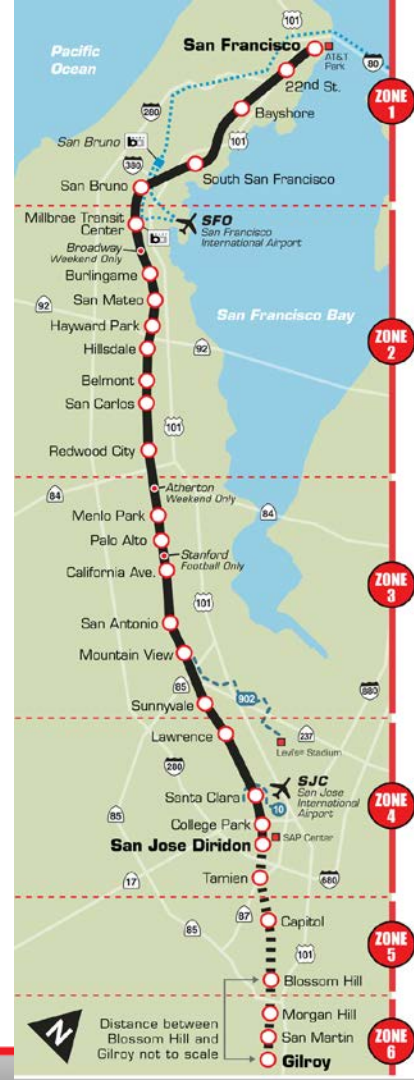 101
Pacific
Ocean
San Francisco
AT&T
Park
80
22nd St.
ZONE
1
280
Bayshore
101
San Bruno
ba
380
South San Francisco
San Bruno
Millbrae Transit
Center
ba
SFO
San Francisco
International Airport
Broadway
Weekend Only
Burlingame
San Mateo
92
San Francisco Bay
Hayward Park
ZONE
2
Hillsdale
92
Belmont
San Carlos
101
Redwood City
Atherton
Weekend Only
84
Menlo Park
84
Palo Alto
Stanford
Football Only
California Ave.
ZONE
3
101
San Antonio
Mountain View
85
902
880
Sunnyvale
Lawrence
237
Levi's® Stadium
280
SJC
San Jose
International
Airport
Santa Clara
10
ZONE
4
85
College Park
San Jose Diridon
SAP Center
Tamien
17
680
87
Capitol
85
ZONE
5
101
Blossom Hill
Morgan Hill
N
Distance between
Blossom Hill and
Gilroy not to scale
San Martin
ZONE
6
Gilroy